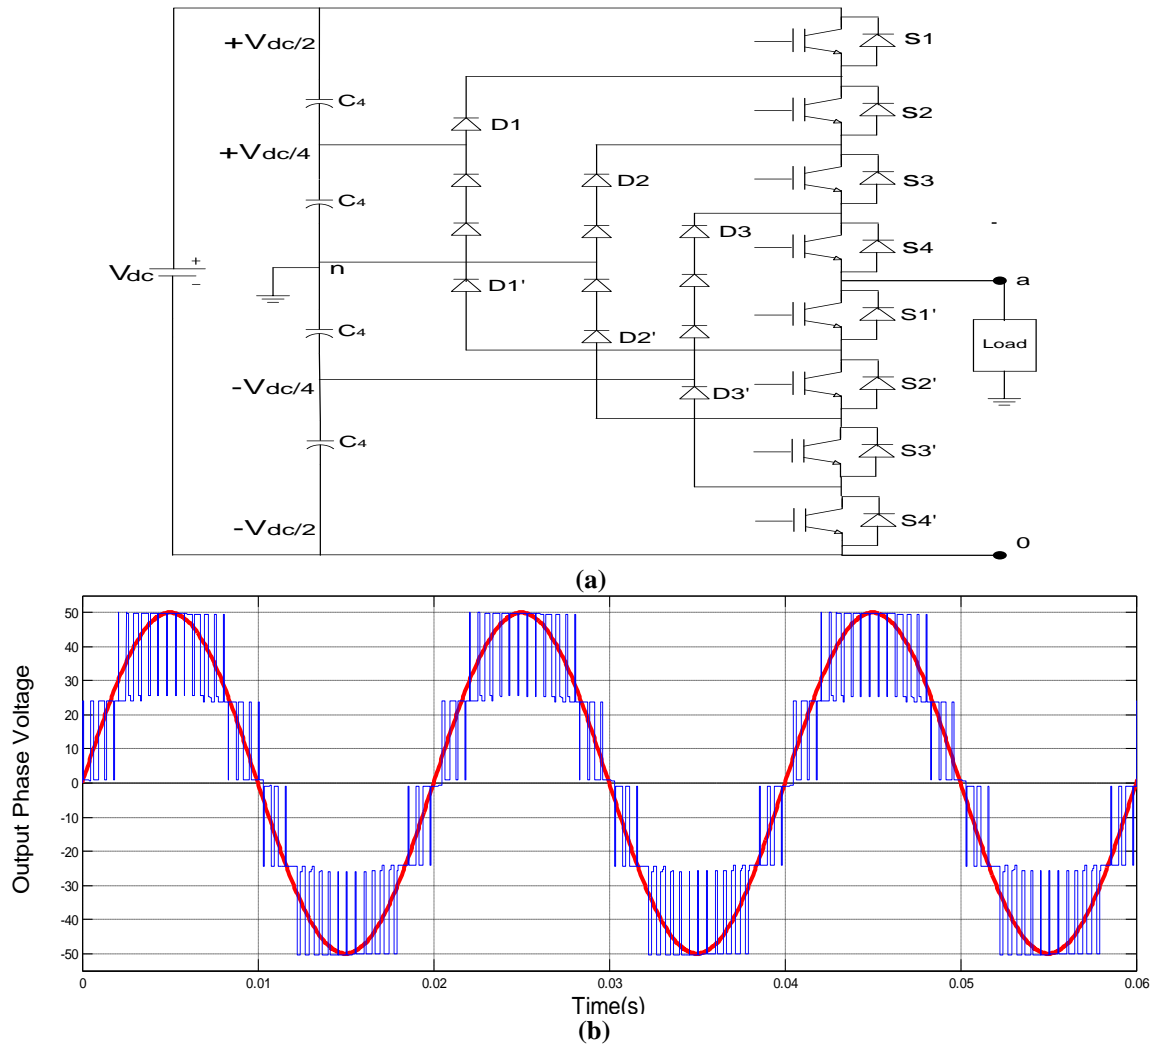 +Vdc/2
S1
C4
D1
S2
+Vdc/4
D2
S3
C4
D3
S4
-
Vdc
+
-
n
D1'
a
C4
D2'
S1'
Load
-Vdc/4
D3'
S2'
C4
S3'
-Vdc/2
S4'
0
(a)
Output Phase Voltage
50
40
30
20
10
0
-10
-20
-30
-40
-50
0
0.01
0.02
0.03
0.04
0.05
0.06
Time(s)
(b)